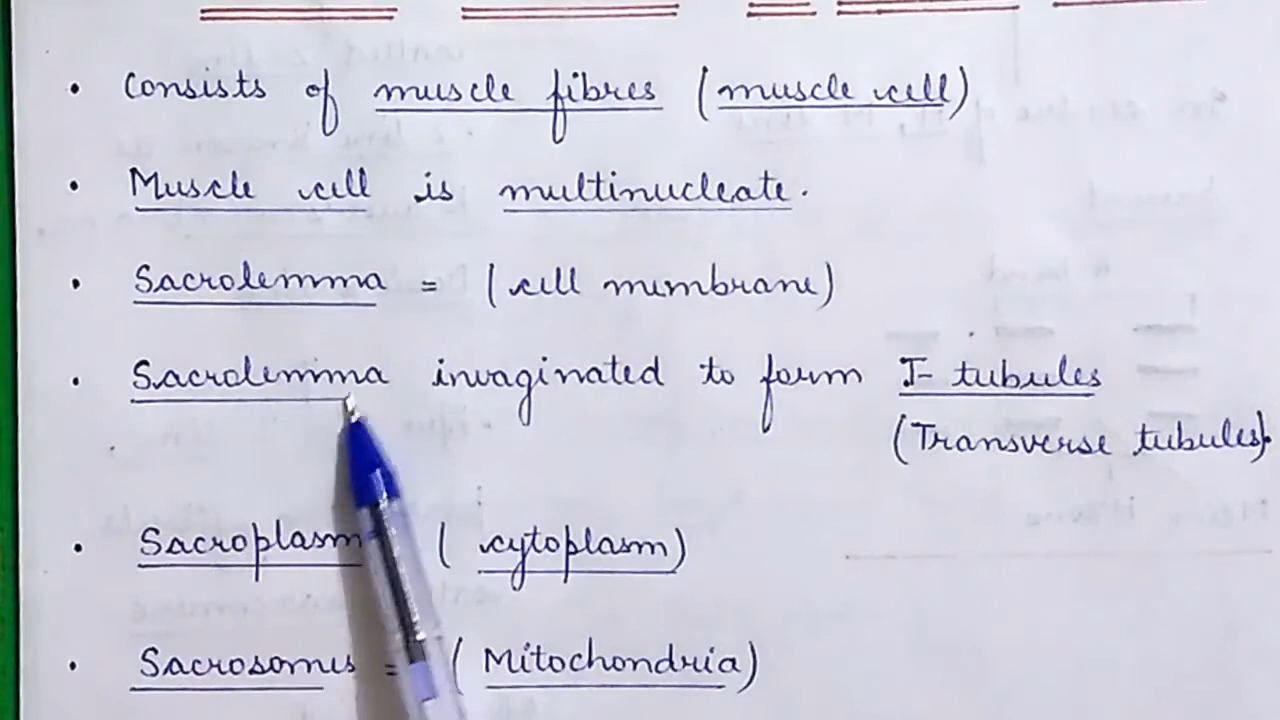 • Consists of muscle fibres (muscle cell)
• Muscle cell is multinucleate.
• Sacrolemma = (cell membrane)
• Sacrolemma invaginated to form T- tubules
(Transverse tubules).
• Sacroplasm ( cytoplasm)
• Sacrosomes = ( Mitochondria)